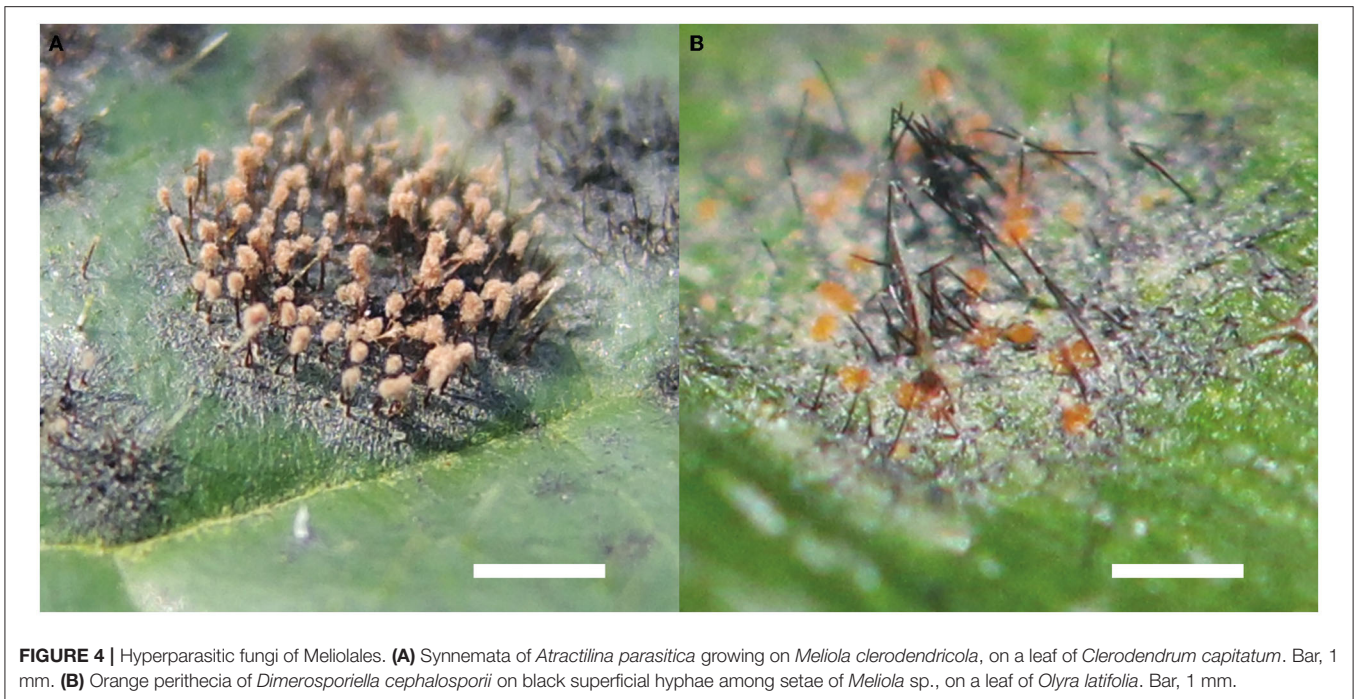 A B
FIGURE 4 | Hyperparasitic fungi of Meliolales. (A) Synnemata of Atractilina parasitica growing on Meliola clerodendricola, on a leaf of Clerodendrum capitatum. Bar, 1
mm. (B) Orange perithecia of Dimerosporiella cephalosporii on black superficial hyphae among setae of Meliola sp., on a leaf of Olyra latifolia. Bar, 1 mm.